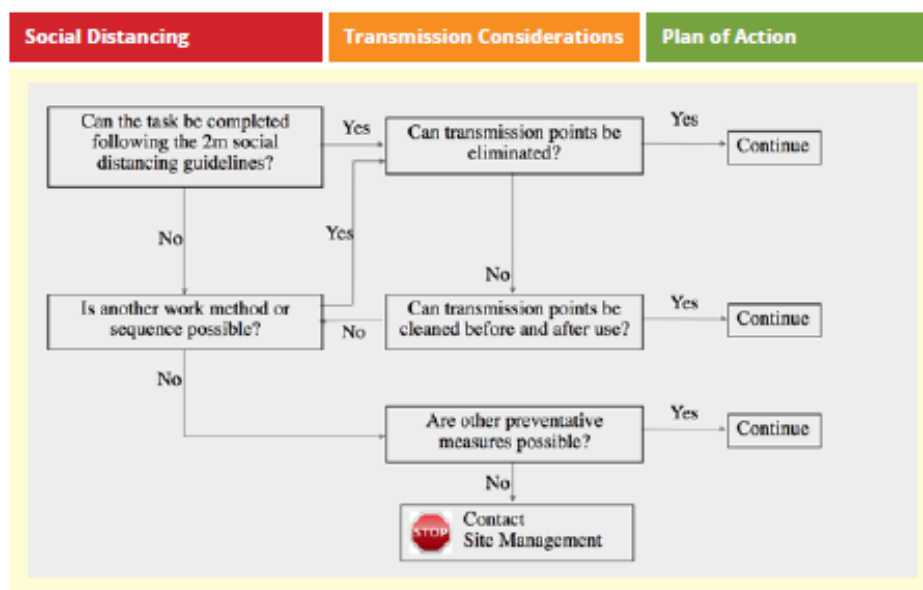 Social Distancing
Transmission Considerations
Plan of Action
Can the task be completed
following the 2m social
distancing guidelines?
Yes
Can transmission points be
eliminated?
Yes
Continue
No
Yes
No
Is another work method or
sequence possible?
No
Can transmission points be
cleaned before and after use?
Yes
Continue
No
Are other preventative
measures possible?
Yes
Continue
No
STOP
Contact
Site Management